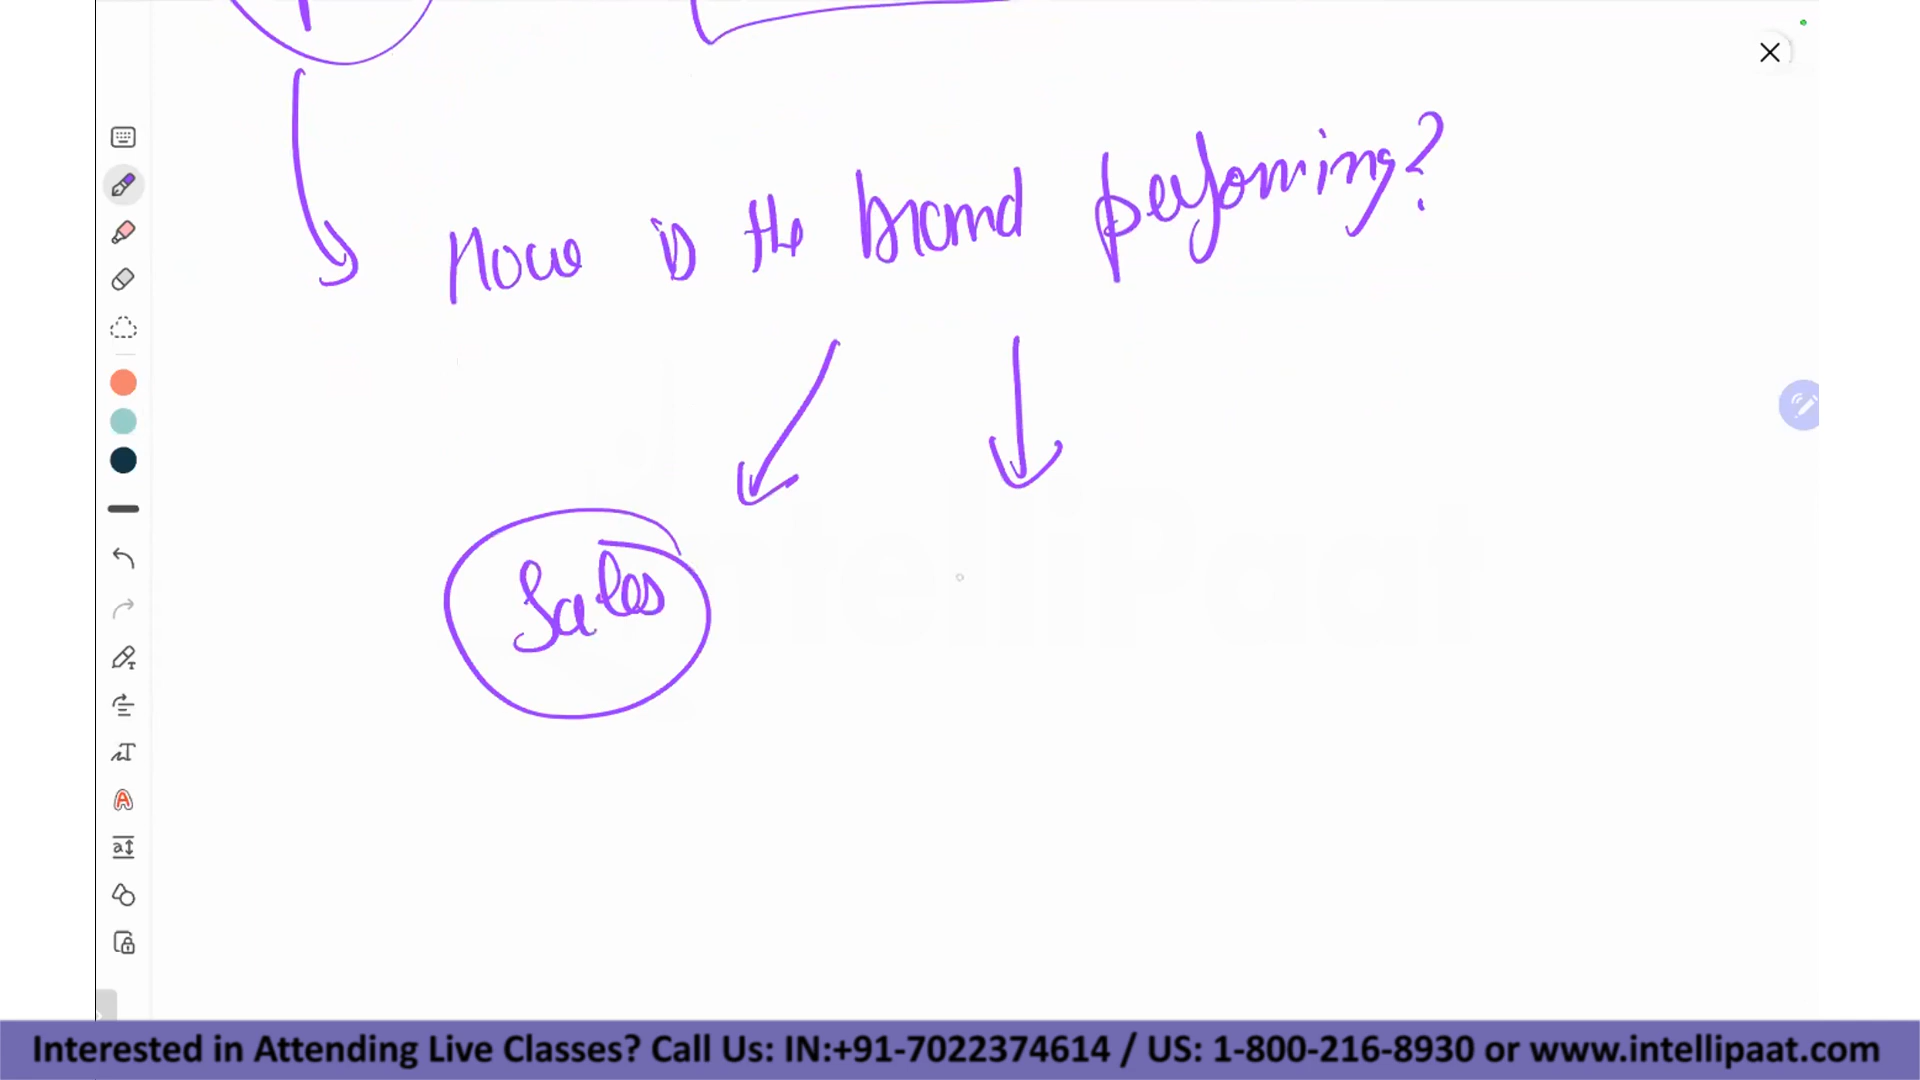 How is the brand performing?
Sales
IntelliPaat
Interested in Attending Live Classes? Call Us: IN:+91-7022374614 / US: 1-800-216-8930 or www.intellipaat.com